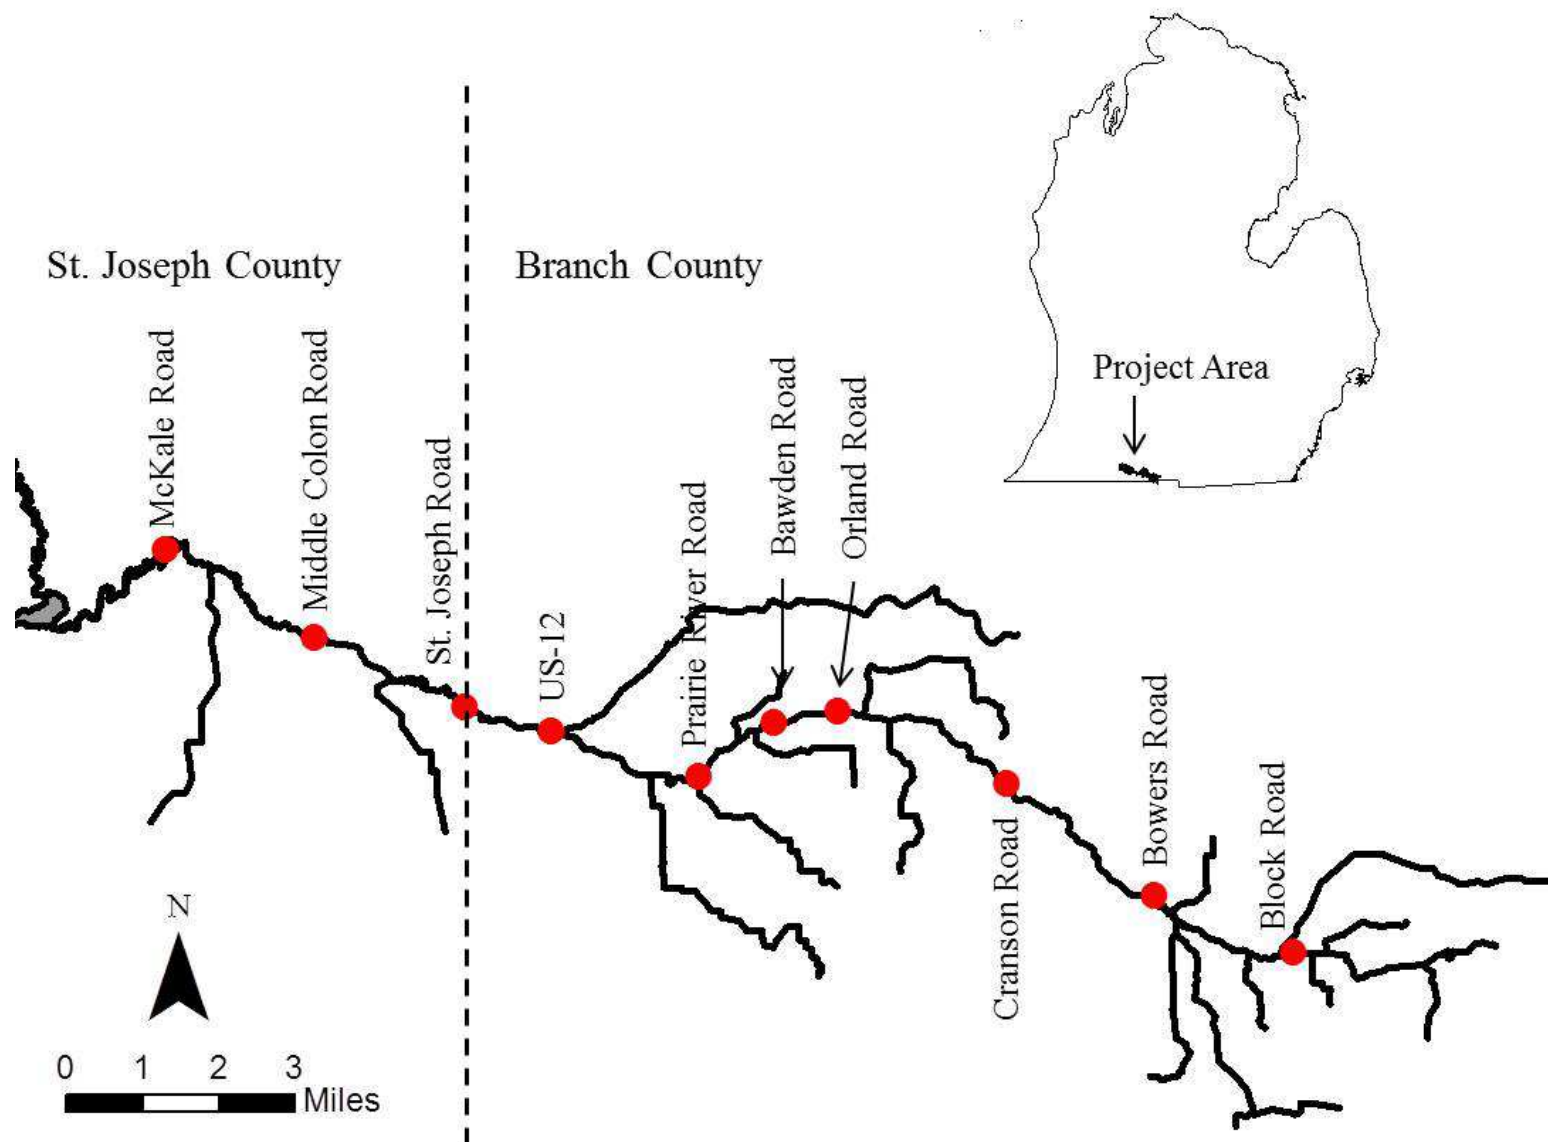 St. Joseph County
Branch County
Project Area
McKale Road
Middle Colon Road
St. Joseph Road
US-12
Prairie River Road
Bawden Road
Orland Road
Cranson Road
Bowers Road
Block Road
N
0 1 2 3
Miles